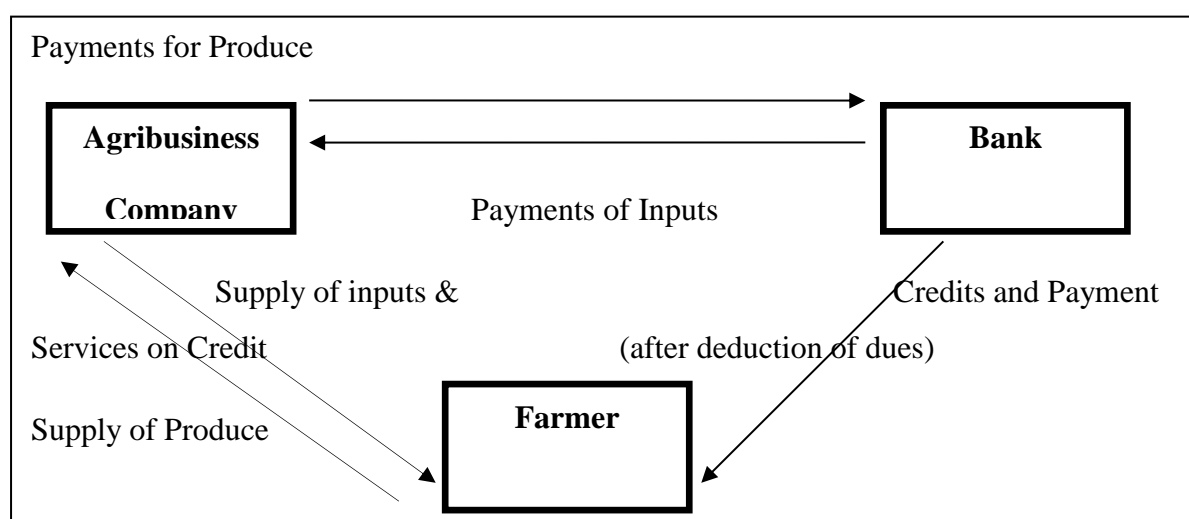 Payments for Produce
Agribusiness
Bank
Company
Payments of Inputs
Supply of inputs &
Credits and Payment
Services on Credit
(after deduction of dues)
Farmer
Supply of Produce